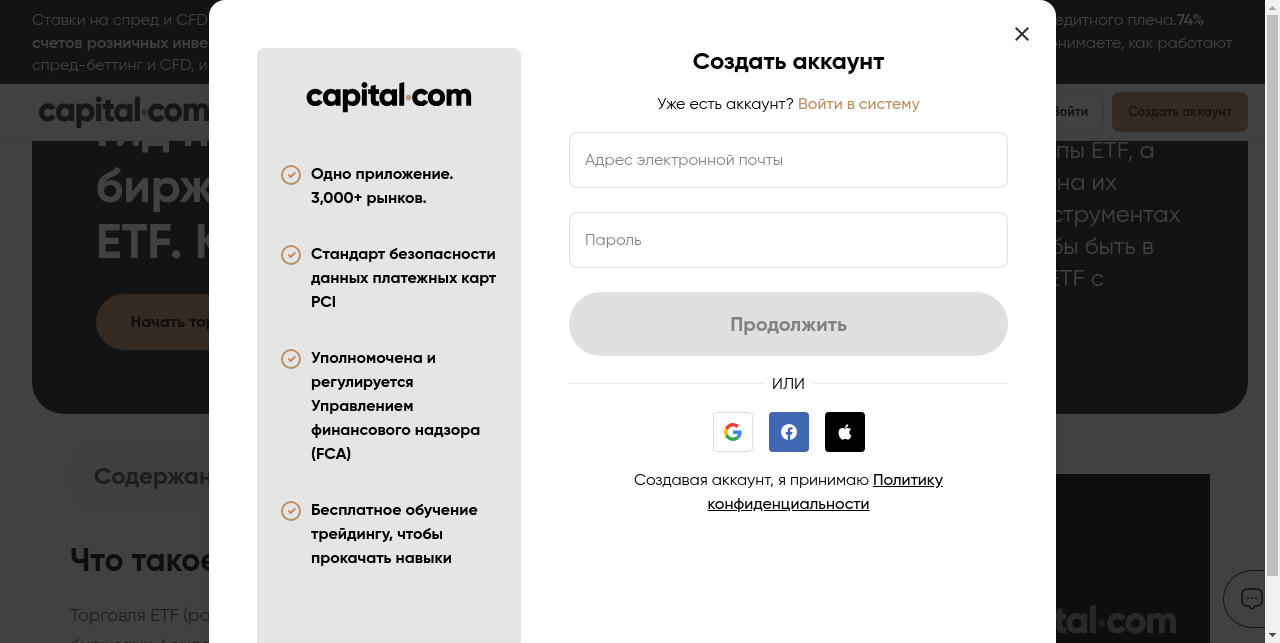 Ставки на спред и CFD
едитного плеча.74%
счетов розничных инве
онимаете, как работают
спред-беттинг и CFD, и
capital.com
Войти
Создать аккаунт
бирж
ETF. К
Начать тор
пы ETF, а
на их
струментах
бы быть в
ETF с
Содержан
Что такое
Торговля ETF (ра
capital.com
Одно приложение.
3,000+ рынков.
Стандарт безопасности
данных платежных карт
PCI
Уполномочена и
регулируется
Управлением
финансового надзора
(FCA)
Бесплатное обучение
трейдингу, чтобы
прокачать навыки
Создать аккаунт
Уже есть аккаунт? Войти в систему
Адрес электронной почты
Пароль
Продолжить
ИЛИ
Создавая аккаунт, я принимаю Политику
конфиденциальности
tal.com